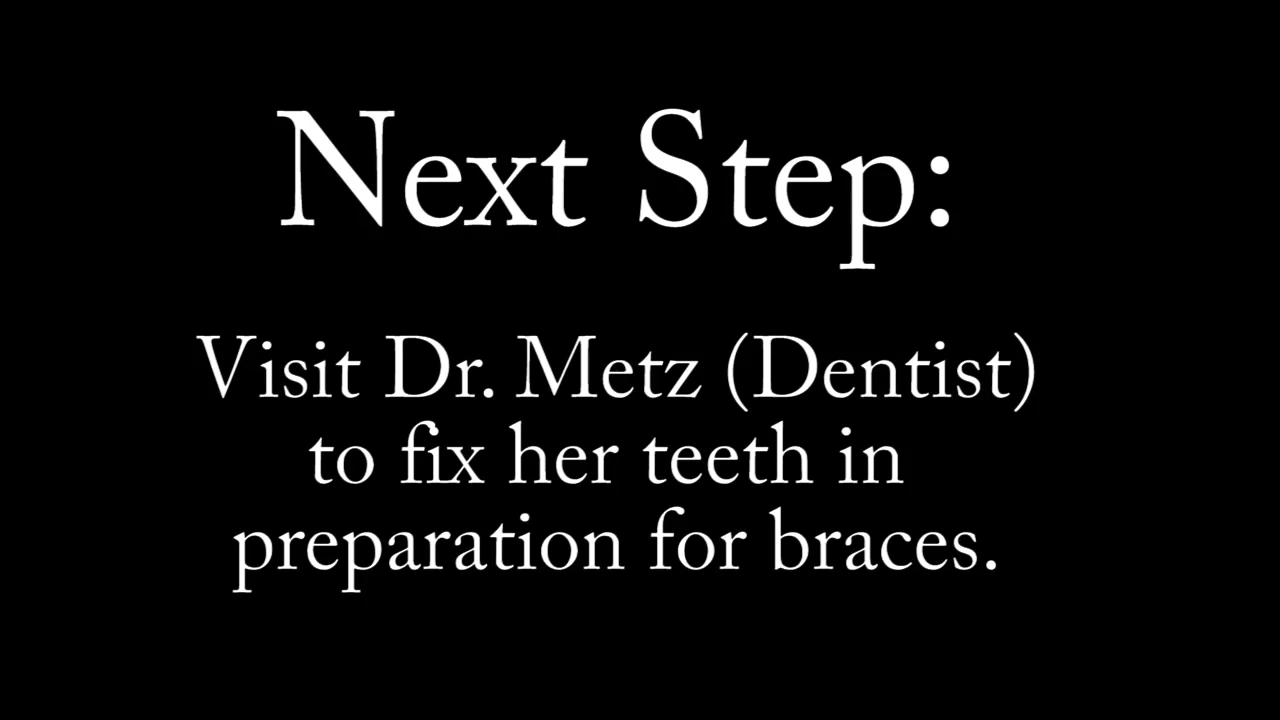 Next Step:
Visit Dr. Metz (Dentist)
to fix her teeth in
preparation for braces.